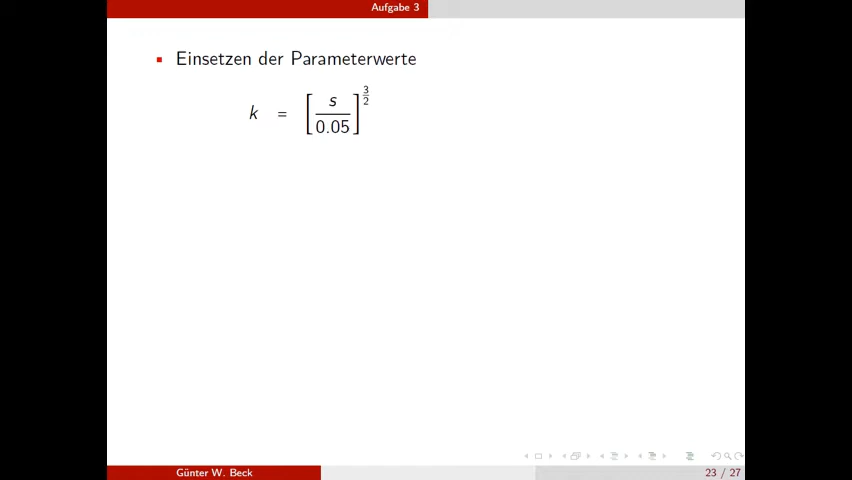 Aufgabe 3
Einsetzen der Parameterwerte
k = [s/0.05]^(3/2)
Günter W. Beck
23 / 27